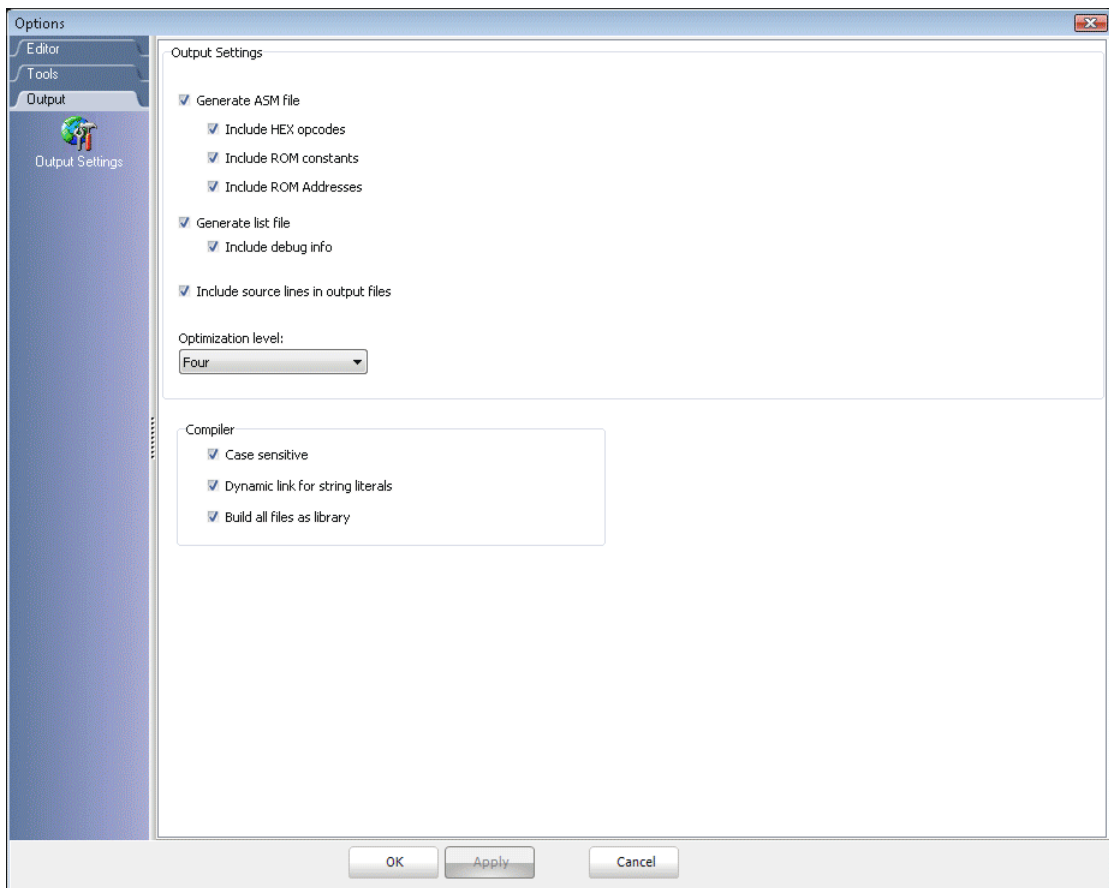 Options
Editor
Tools
Output
Output Settings
Output Settings
Generate ASM file
Include HEX opcodes
Include ROM constants
Include ROM Addresses
Generate list file
Include debug info
Include source lines in output files
Optimization level:
Four
Compiler
Case sensitive
Dynamic link for string literals
Build all files as library
OK
Apply
Cancel